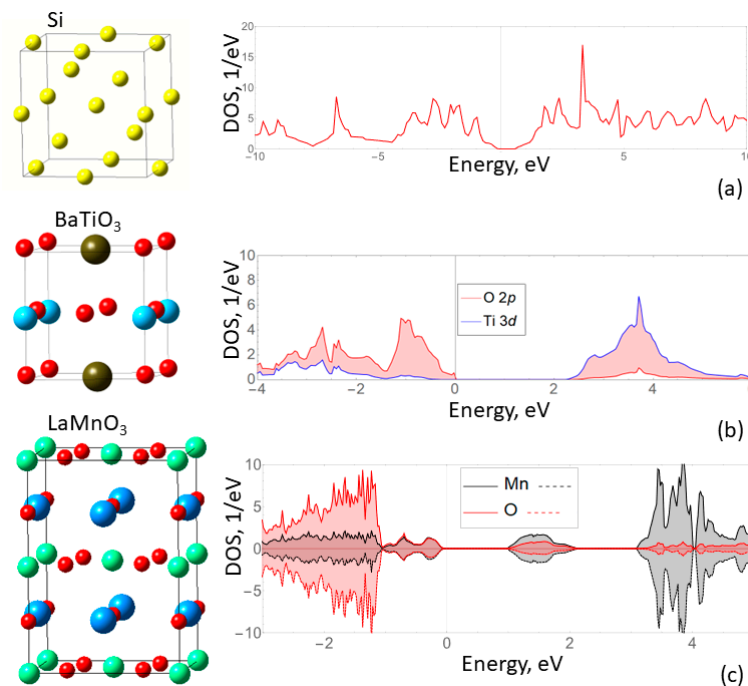 Si
DOS, 1/eV
20
15
10
5
0
−10
−5
5
10
Energy, eV
(a)
BaTiO₃
DOS, 1/eV
10
8
6
4
2
0
O 2p
Ti 3d
−4
−2
0
2
4
Energy, eV
(b)
LaMnO₃
DOS, 1/eV
10
5
0
−5
−10
Mn
O
−2
0
2
4
Energy, eV
(c)